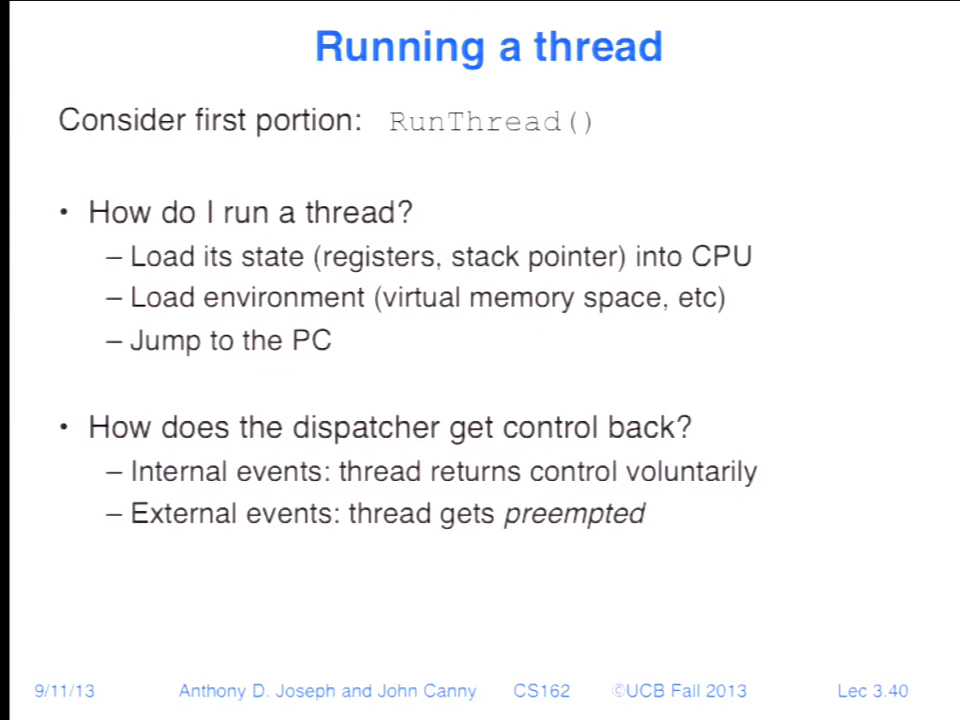 Running a thread
Consider first portion: RunThread()
• How do I run a thread?
– Load its state (registers, stack pointer) into CPU
– Load environment (virtual memory space, etc)
– Jump to the PC
• How does the dispatcher get control back?
– Internal events: thread returns control voluntarily
– External events: thread gets preempted
9/11/13 Anthony D. Joseph and John Canny CS162 ©UCB Fall 2013 Lec 3.40